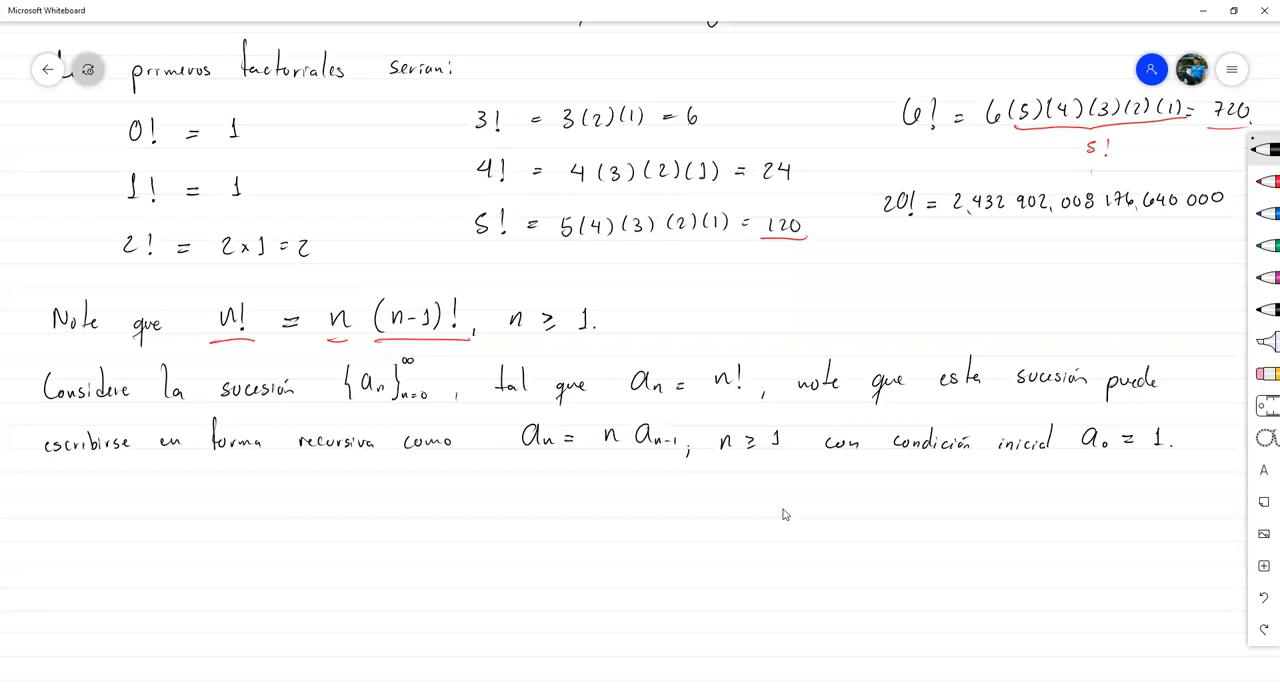 Microsoft Whiteboard
primeros factoriales serían:
0! = 1
1! = 1
2! = 2 x 1 = 2
3! = 3(2)(1) = 6
4! = 4(3)(2)(1) = 24
5! = 5(4)(3)(2)(1) = 120
6! = 6(5)(4)(3)(2)(1) = 720.
5!
20! = 2,432 902,008 176,640 000
Note que n! = n (n-1)!, n ≥ 1.
Considere la sucesión {an}∞n=0, tal que an = n!, note que esta sucesión puede
escribirse en forma recursiva como an = n an-1; n ≥ 1 con condición inicial a0 = 1.
A